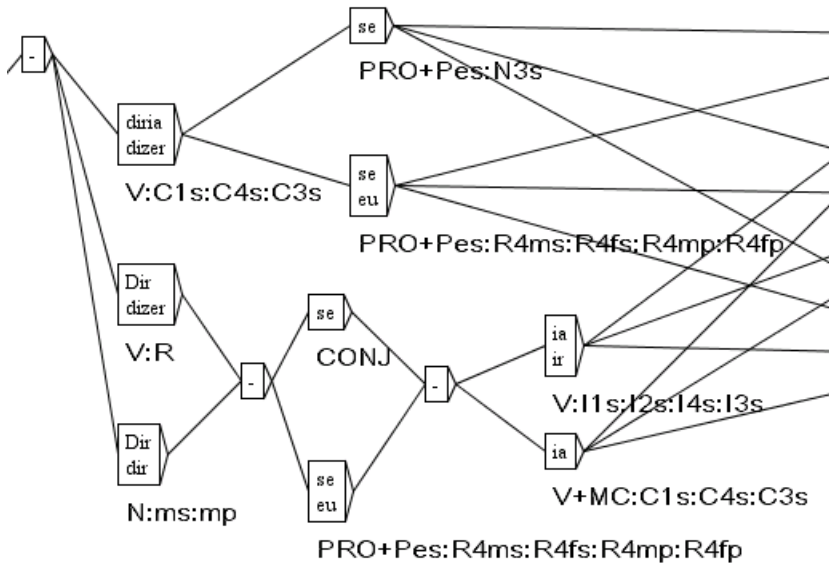 -
se
PRO+Pes:N3s
diria
dizer
V:C1s:C4s:C3s
se
eu
PRO+Pes:R4ms:R4fs:R4mp:R4fp
Dir
dizer
V:R
-
se
CONJ
-
ia
ir
V:I1s:I2s:I4s:I3s
Dir
dir
N:ms:mp
se
eu
PRO+Pes:R4ms:R4fs:R4mp:R4fp
ia
V+MC:C1s:C4s:C3s